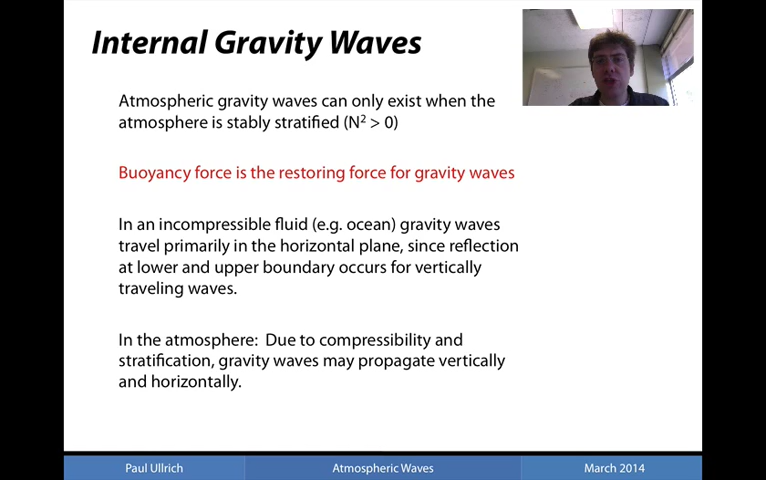 Internal Gravity Waves
Atmospheric gravity waves can only exist when the
atmosphere is stably stratified (N² > 0)
Buoyancy force is the restoring force for gravity waves
In an incompressible fluid (e.g. ocean) gravity waves
travel primarily in the horizontal plane, since reflection
at lower and upper boundary occurs for vertically
traveling waves.
In the atmosphere:  Due to compressibility and
stratification, gravity waves may propagate vertically
and horizontally.
Paul Ullrich
Atmospheric Waves
March 2014